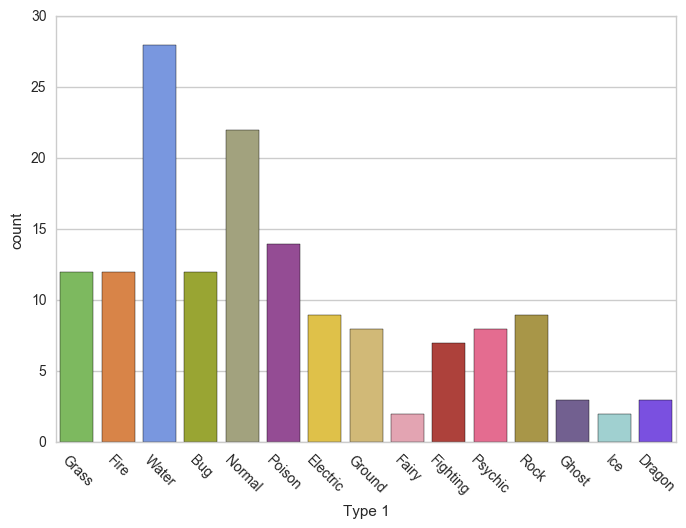 30
25
20
15
10
5
0
count
Grass
Fire
Water
Bug
Normal
Poison
Electric
Ground
Fairy
Fighting
Psychic
Rock
Ghost
Ice
Dragon
Type 1